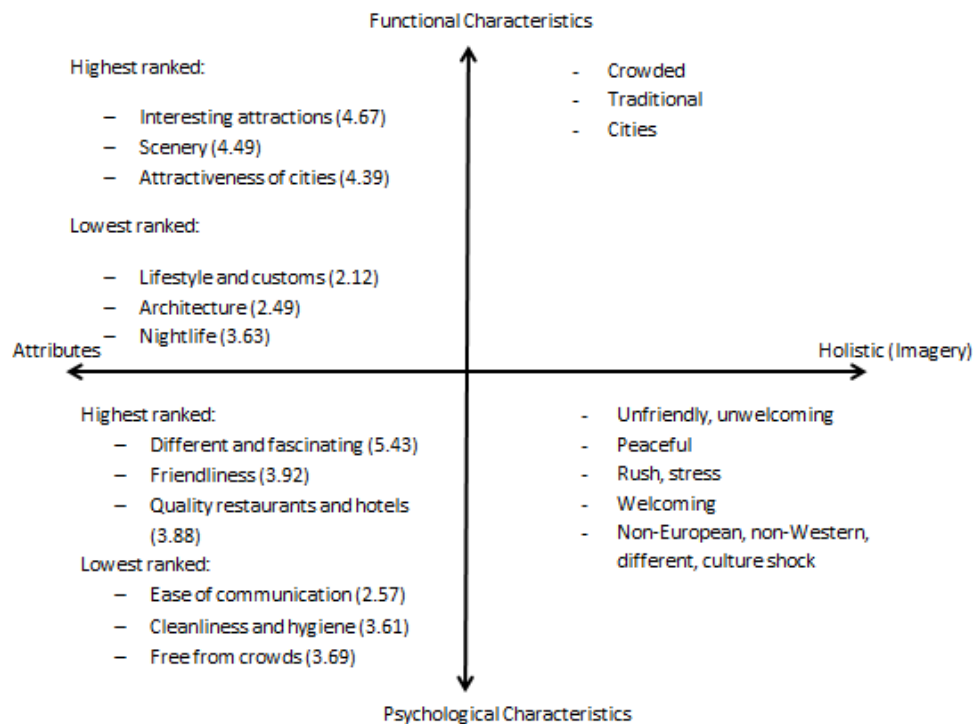 Functional Characteristics
Highest ranked:
– Interesting attractions (4.67)
– Scenery (4.49)
– Attractiveness of cities (4.39)
Lowest ranked:
– Lifestyle and customs (2.12)
– Architecture (2.49)
– Nightlife (3.63)
- Crowded
- Traditional
- Cities
Attributes
Holistic (Imagery)
Highest ranked:
– Different and fascinating (5.43)
– Friendliness (3.92)
– Quality restaurants and hotels
(3.88)
Lowest ranked:
– Ease of communication (2.57)
– Cleanliness and hygiene (3.61)
– Free from crowds (3.69)
- Unfriendly, unwelcoming
- Peaceful
- Rush, stress
- Welcoming
- Non-European, non-Western,
different, culture shock
Psychological Characteristics